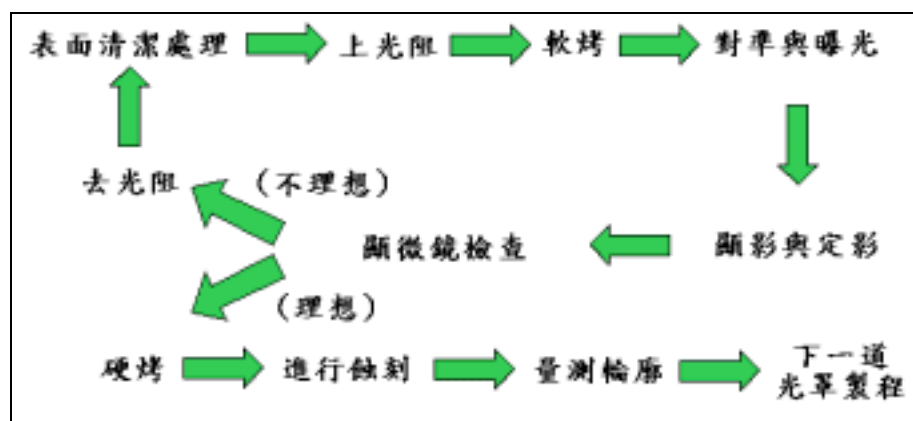 表面清潔處理
上光阻
軟烤
對準與曝光
去光阻
(不理想)
顯微鏡檢查
顯影與定影
(理想)
硬烤
進行蝕刻
量測輪廓
下一道
光罩製程